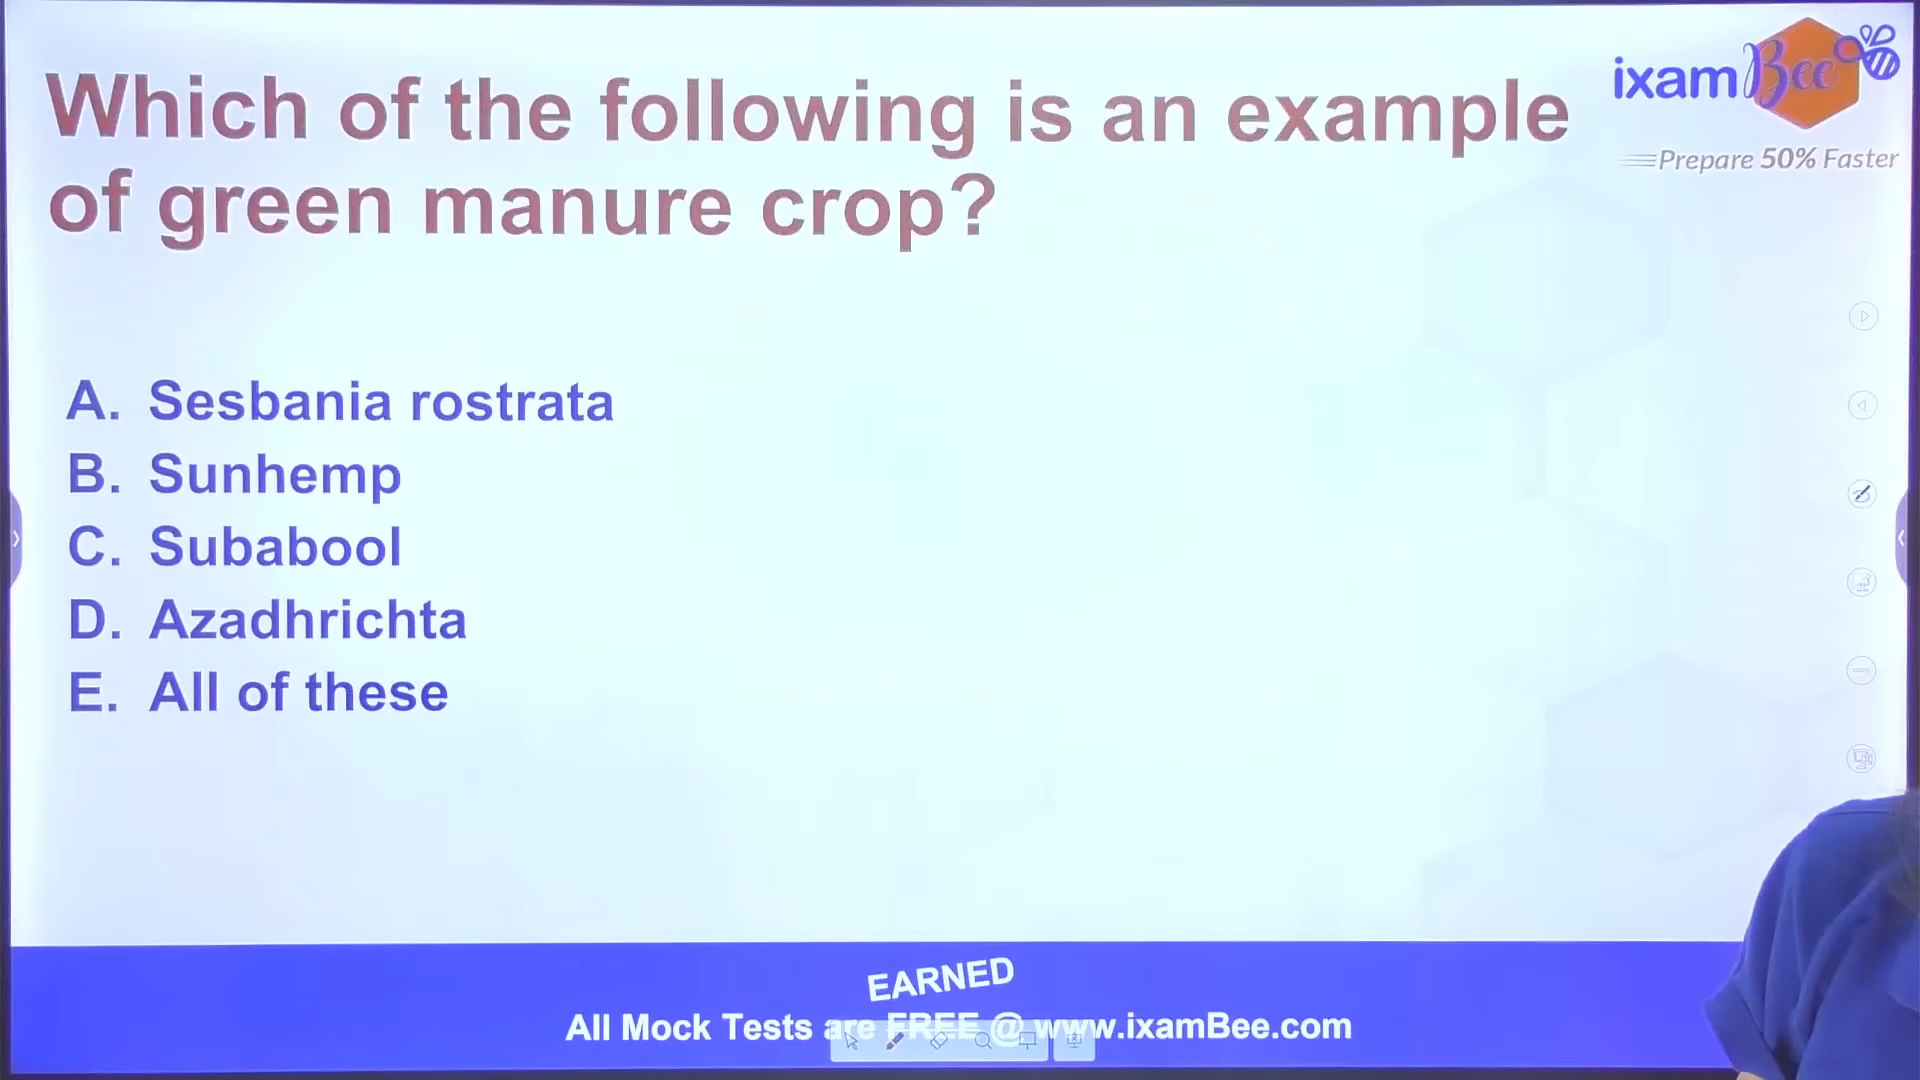 Which of the following is an example
of green manure crop?
ixamBee
Prepare 50% Faster
A. Sesbania rostrata
B. Sunhemp
C. Subabool
D. Azadhrichta
E. All of these
EARNED
All Mock Tests are FREE @ www.ixamBee.com